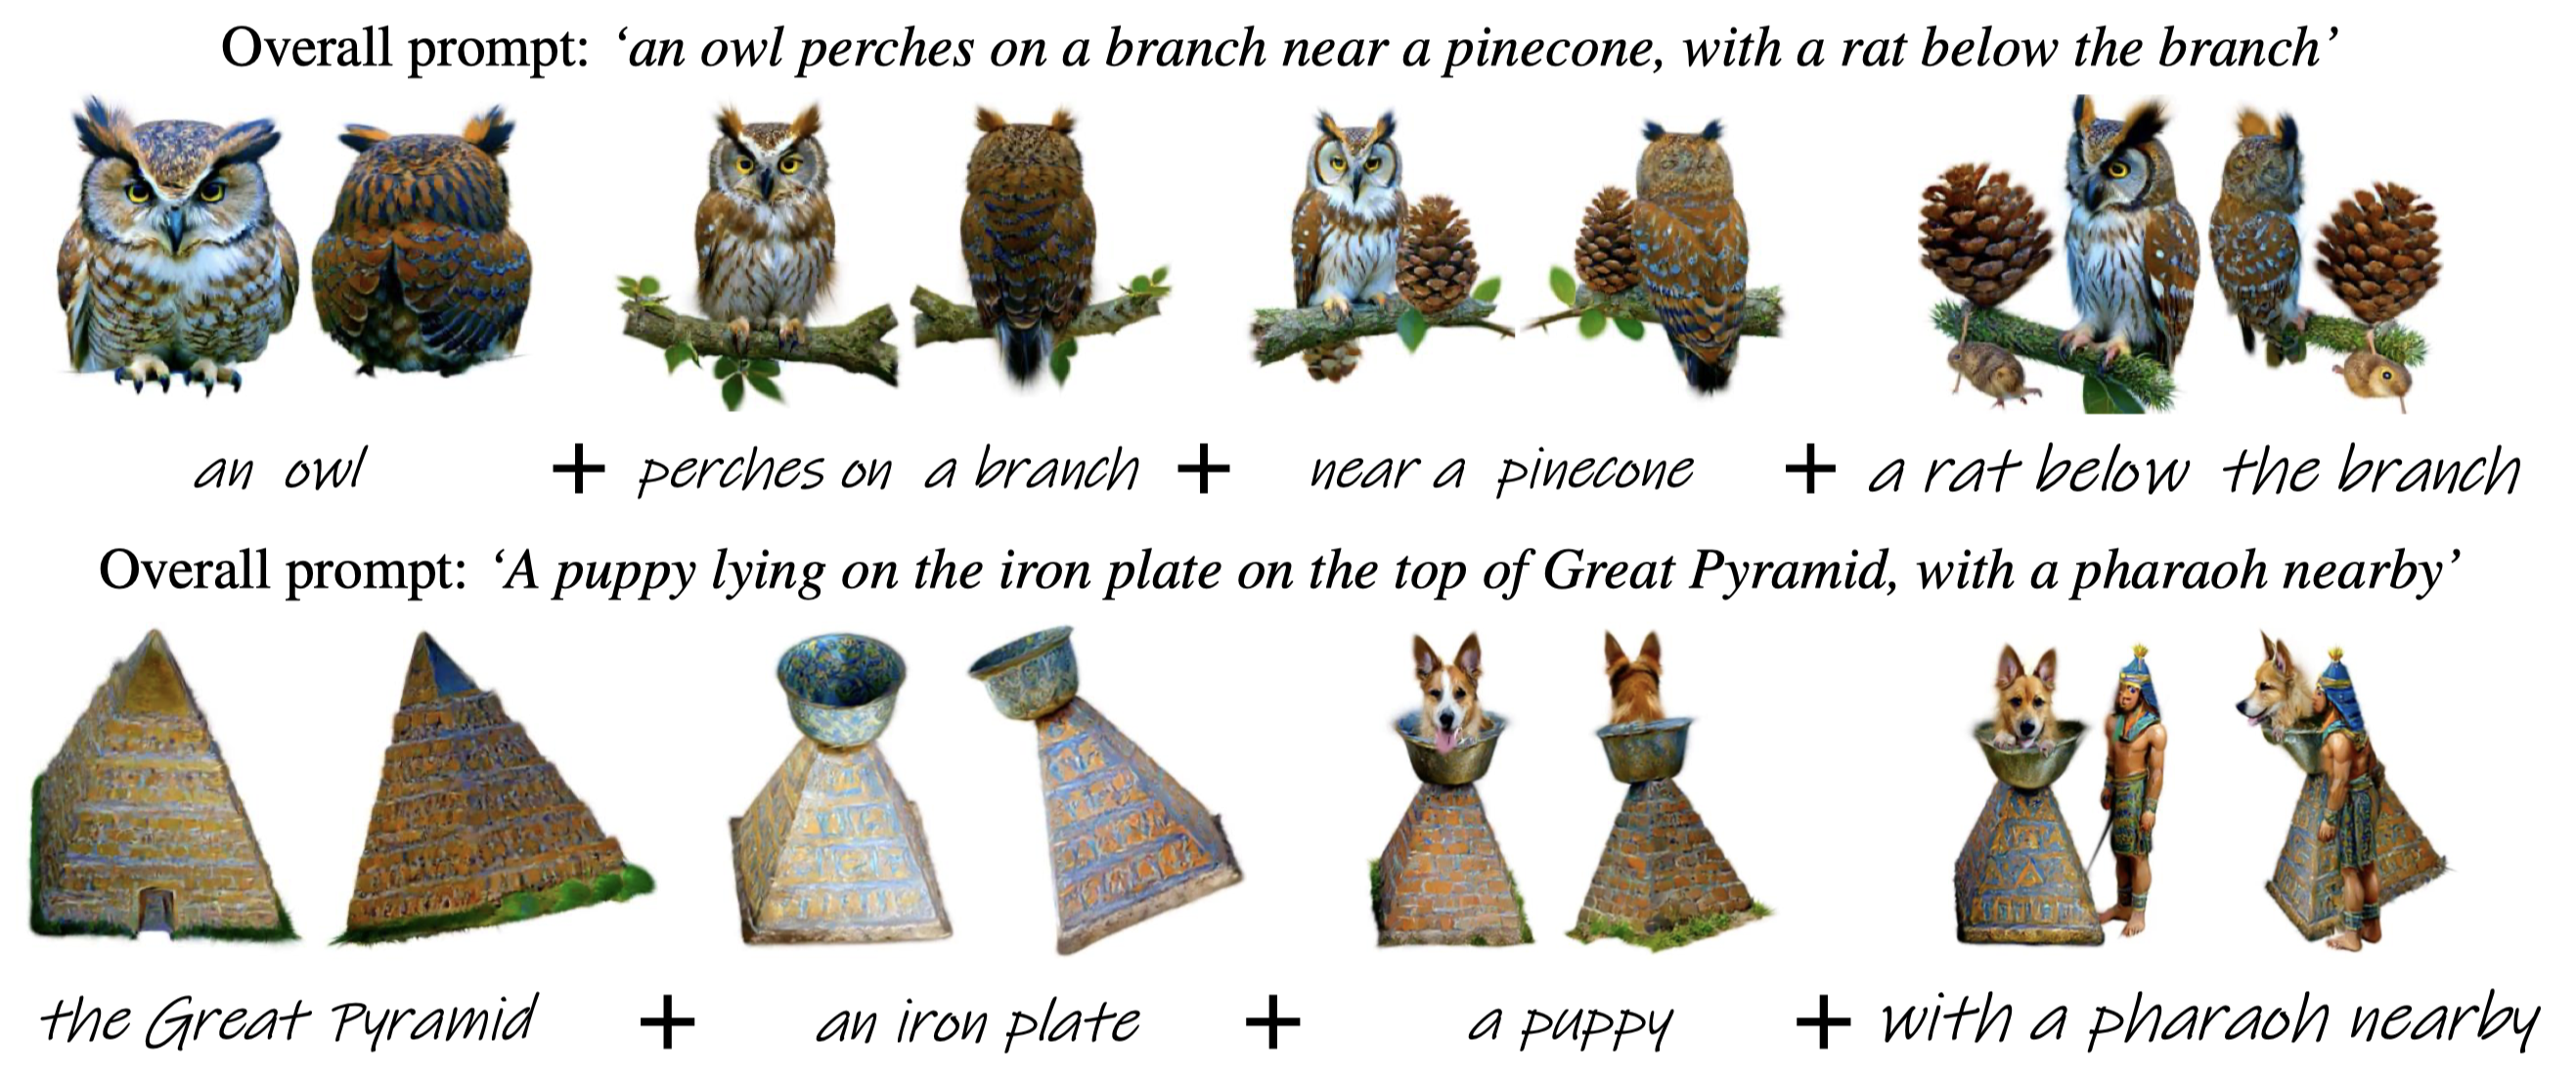 Overall prompt: ‘an owl perches on a branch near a pinecone, with a rat below the branch’
an owl + perches on a branch + near a pinecone + a rat below the branch
Overall prompt: ‘A puppy lying on the iron plate on the top of Great Pyramid, with a pharaoh nearby’
the Great Pyramid + an iron plate + a puppy + with a pharaoh nearby